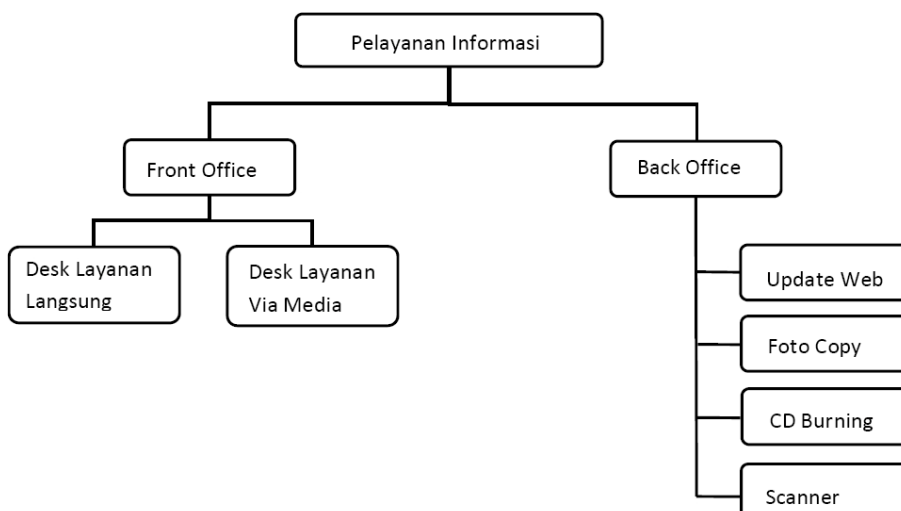 Pelayanan Informasi
Front Office
Back Office
Desk Layanan
Langsung
Desk Layanan
Via Media
Update Web
Foto Copy
CD Burning
Scanner